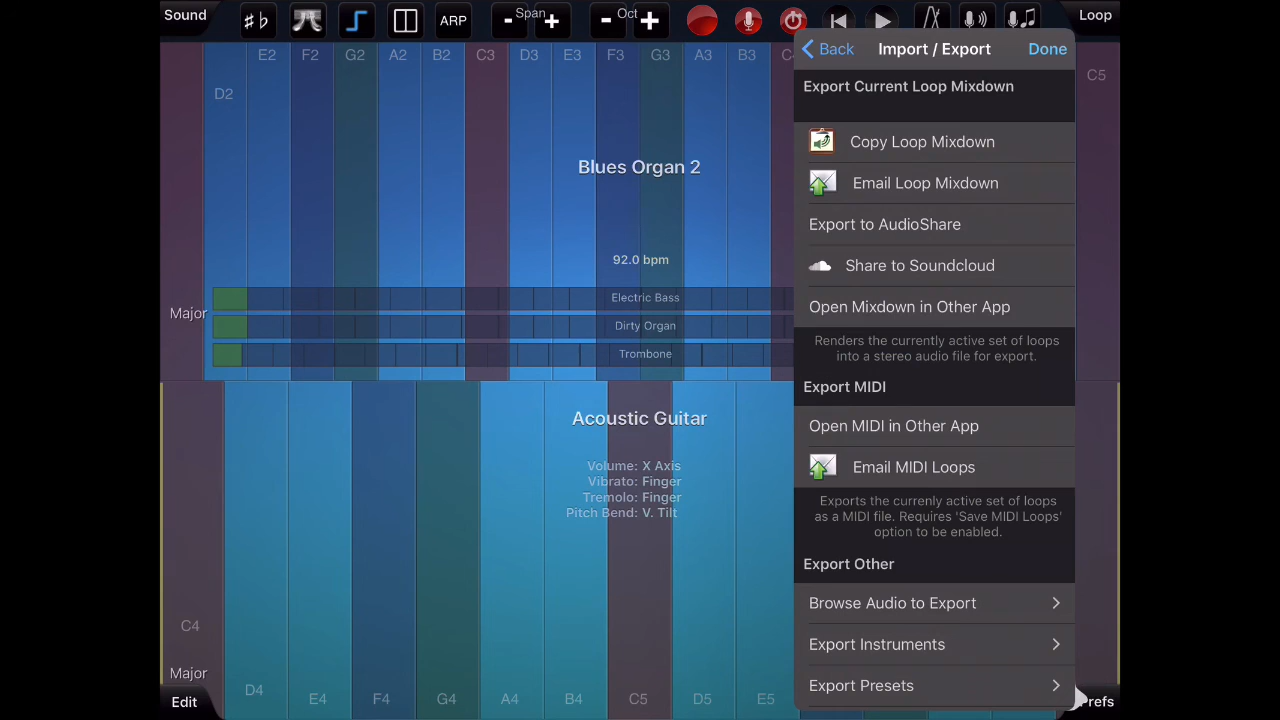 Sound
ARP
- Span +
- Oct +
Loop
E2 F2 G2 A2 B2 C3 D3 E3 F3 G3 A3 B3
D2
C5
Blues Organ 2
92.0 bpm
Electric Bass
Major
Dirty Organ
Trombone
Acoustic Guitar
Volume: X Axis
Vibrato: Finger
Tremolo: Finger
Pitch Bend: V. Tilt
C4
Major
D4 E4 F4 G4 A4 B4 C5 D5 E5
Edit
Prefs
Back
Import / Export
Done
Export Current Loop Mixdown
Copy Loop Mixdown
Email Loop Mixdown
Export to AudioShare
Share to Soundcloud
Open Mixdown in Other App
Renders the currently active set of loops
into a stereo audio file for export.
Export MIDI
Open MIDI in Other App
Email MIDI Loops
Exports the currenly active set of loops
as a MIDI file. Requires 'Save MIDI Loops'
option to be enabled.
Export Other
Browse Audio to Export
Export Instruments
Export Presets